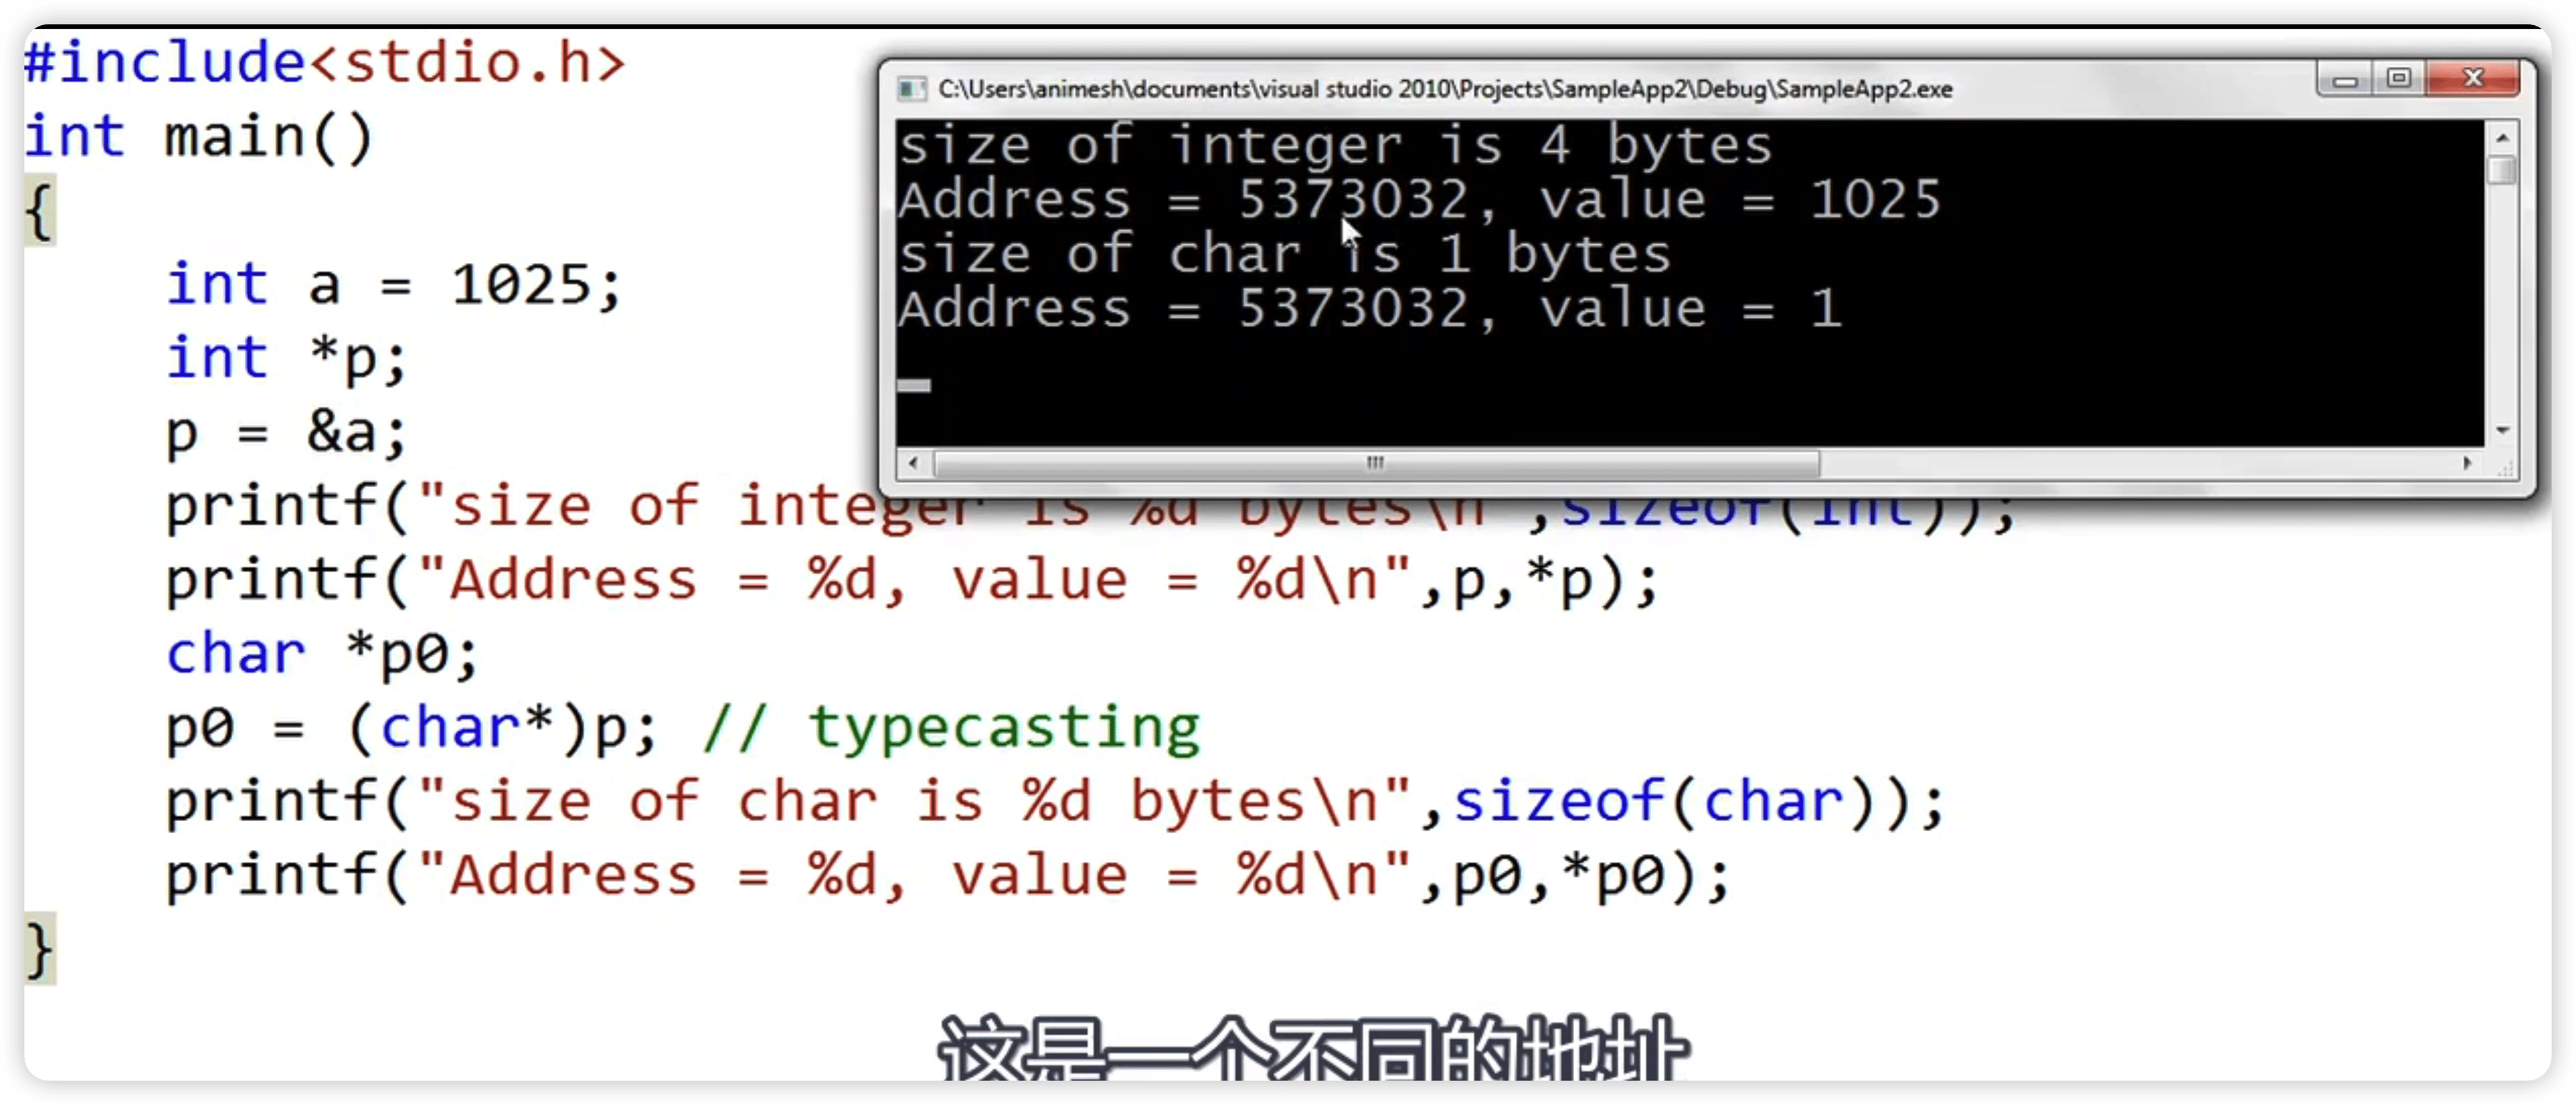 #include<stdio.h>
int main()
{
int a = 1025;
int *p;
p = &a;
printf("size of integer is %d bytes\n",sizeof(int));
printf("Address = %d, value = %d\n",p,*p);
char *p0;
p0 = (char*)p; // typecasting
printf("size of char is %d bytes\n",sizeof(char));
printf("Address = %d, value = %d\n",p0,*p0);
}
C:\Users\animesh\documents\visual studio 2010\Projects\SampleApp2\Debug\SampleApp2.exe
size of integer is 4 bytes
Address = 5373032, value = 1025
size of char is 1 bytes
Address = 5373032, value = 1
这是一个不同的地址